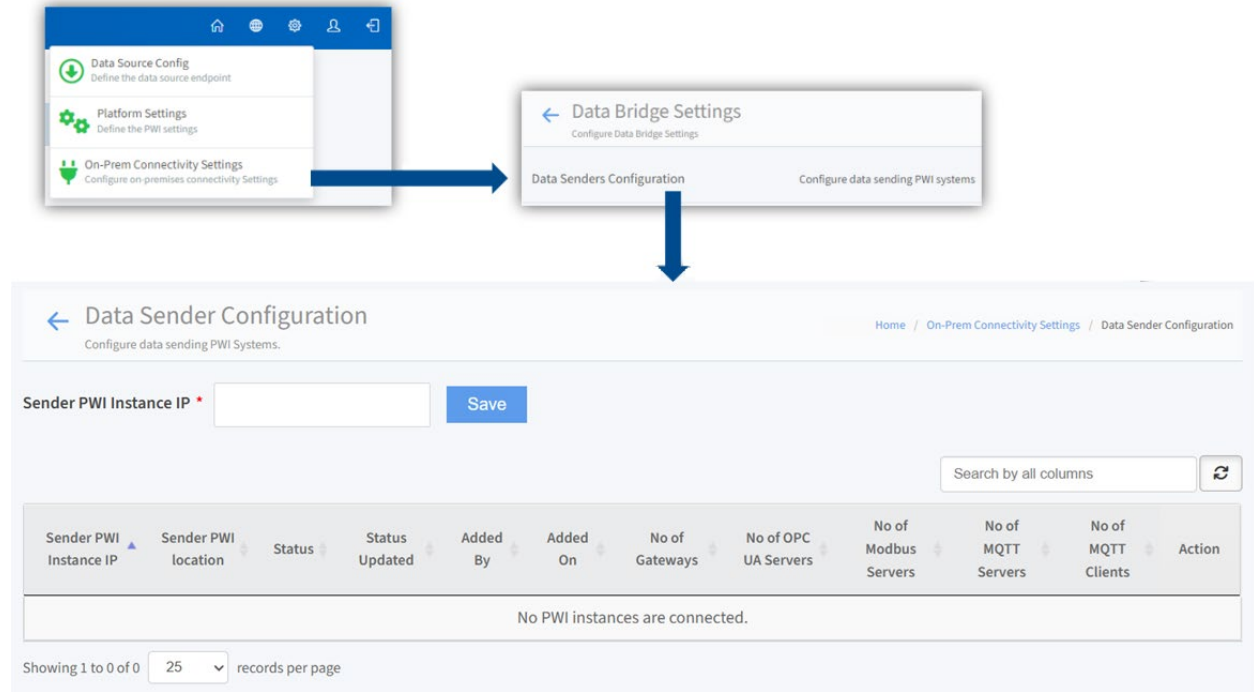 Data Source Config
Define the data source endpoint
Platform Settings
Define the PWI settings
On-Prem Connectivity Settings
Configure on-premises connectivity Settings
Data Bridge Settings
Configure Data Bridge Settings
Data Senders Configuration
Configure data sending PWI systems
Data Sender Configuration
Configure data sending PWI Systems.
Home / On-Prem Connectivity Settings / Data Sender Configuration
Sender PWI Instance IP *
Save
Search by all columns
Sender PWI
Instance IP
Sender PWI
location
Status
Status
Updated
Added
By
Added
On
No of
Gateways
No of OPC
UA Servers
No of
Modbus
Servers
No of
MQTT
Servers
No of
MQTT
Clients
Action
No PWI instances are connected.
Showing 1 to 0 of 0 25 records per page